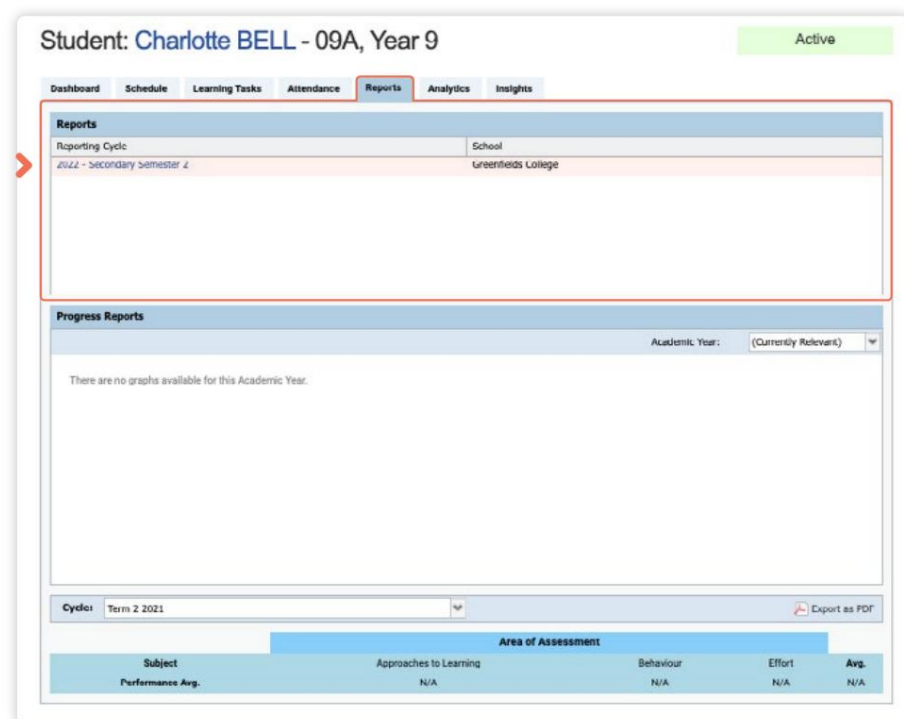 Student: Charlotte BELL - 09A, Year 9
Active
Dashboard Schedule Learning Tasks Attendance Reports Analytics Insights
Reports
Reporting Cycle School
2022 - Secondary Semester 2 Greenfields College
Progress Reports
Academic Year: (Currently Relevant)
There are no graphs available for this Academic Year.
Cycle: Term 2 2021 Export as PDF
Area of Assessment
Subject Approaches to Learning Behaviour Effort Avg.
Performance Avg. N/A N/A N/A N/A